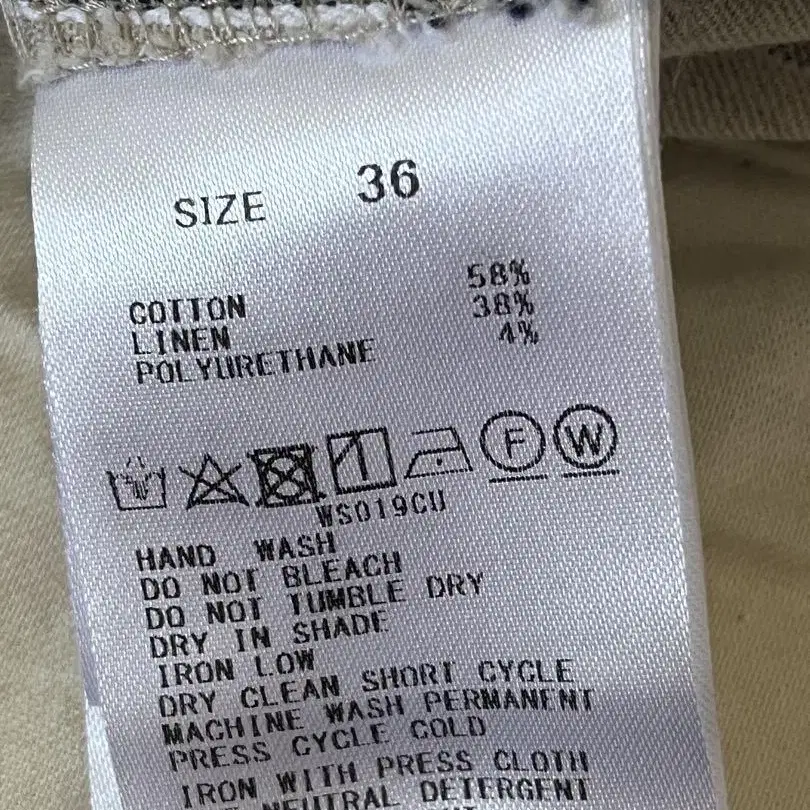 SIZE 36
COTTON 58%
LINEN 38%
POLYURETHANE 4%
F W
WS019CU
HAND WASH
DO NOT BLEACH
DO NOT TUMBLE DRY
DRY IN SHADE
IRON LOW
DRY CLEAN SHORT CYCLE
MACHINE WASH PERMANENT
PRESS CYCLE COLD
IRON WITH PRESS CLOTH
NEUTRAL DETERGENT